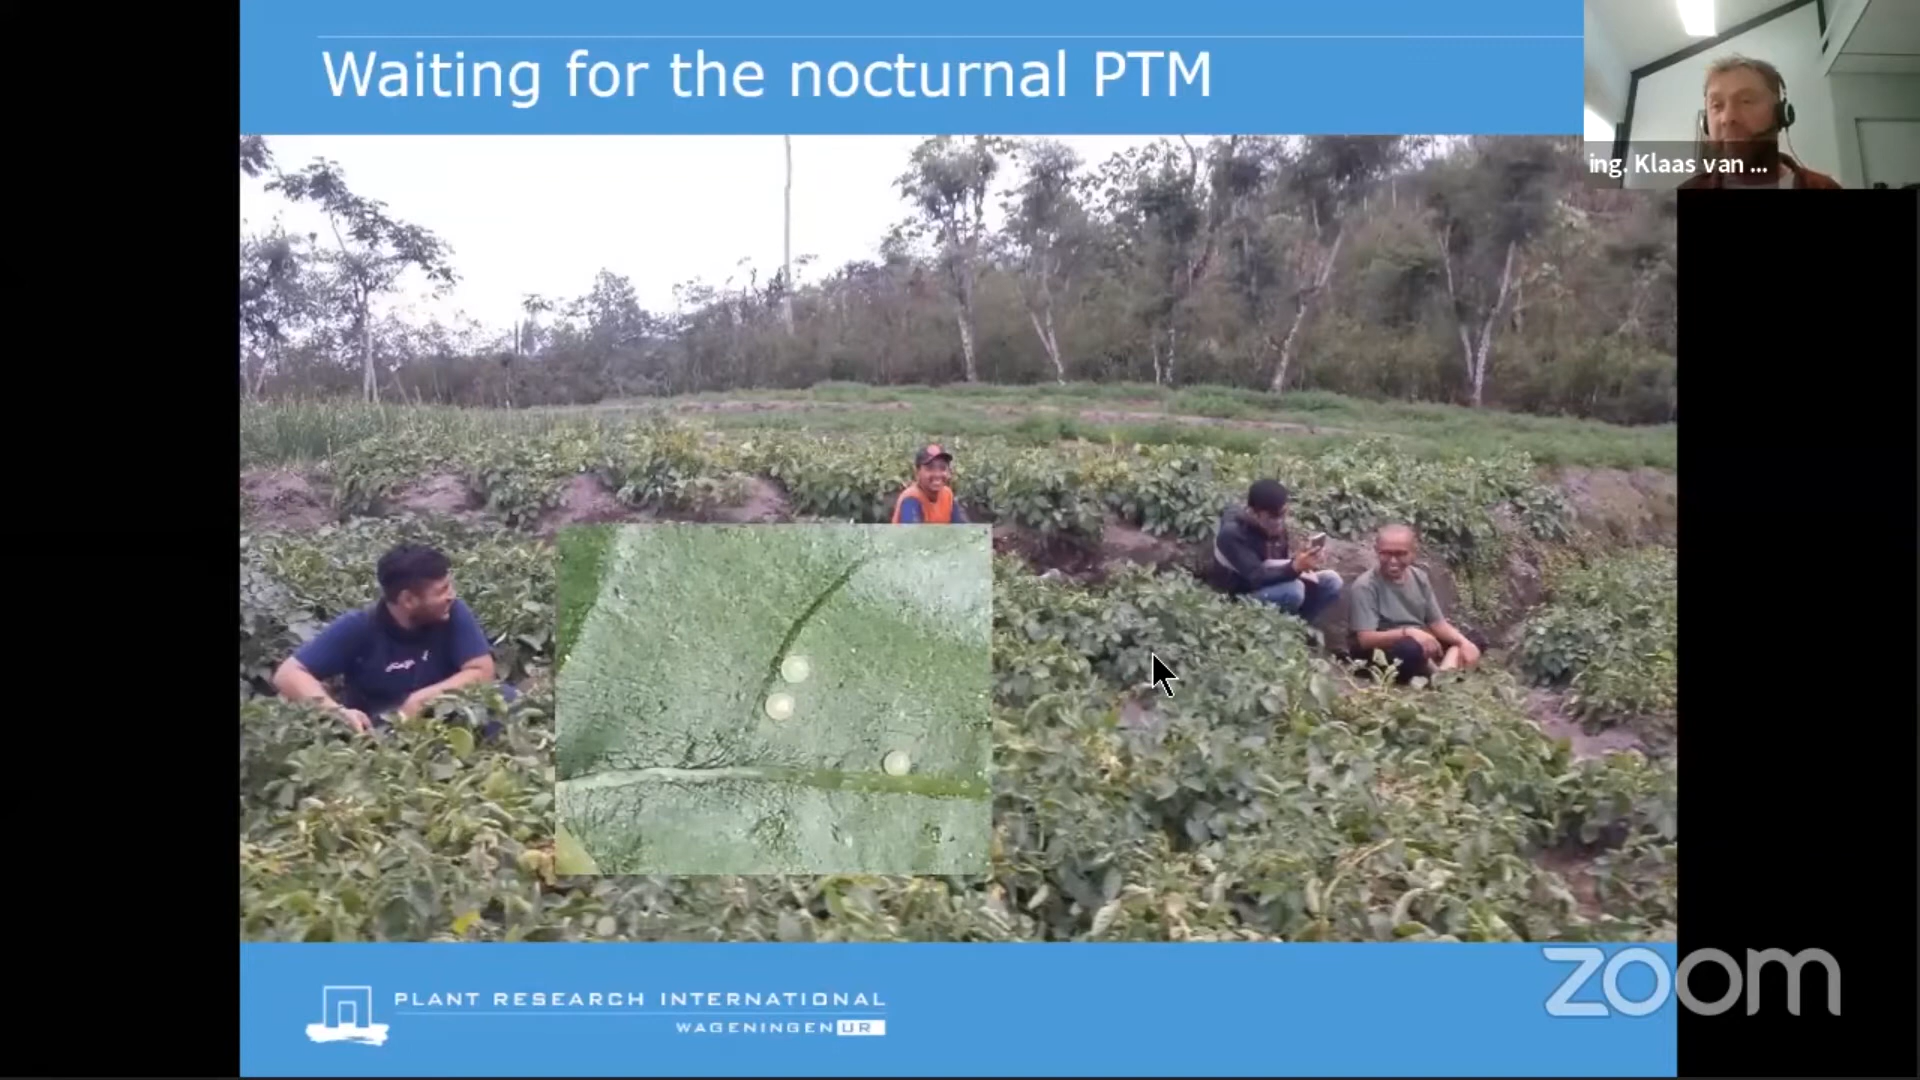 Waiting for the nocturnal PTM
ing. Klaas van ...
PLANT RESEARCH INTERNATIONAL
WAGENINGEN UR
zoom